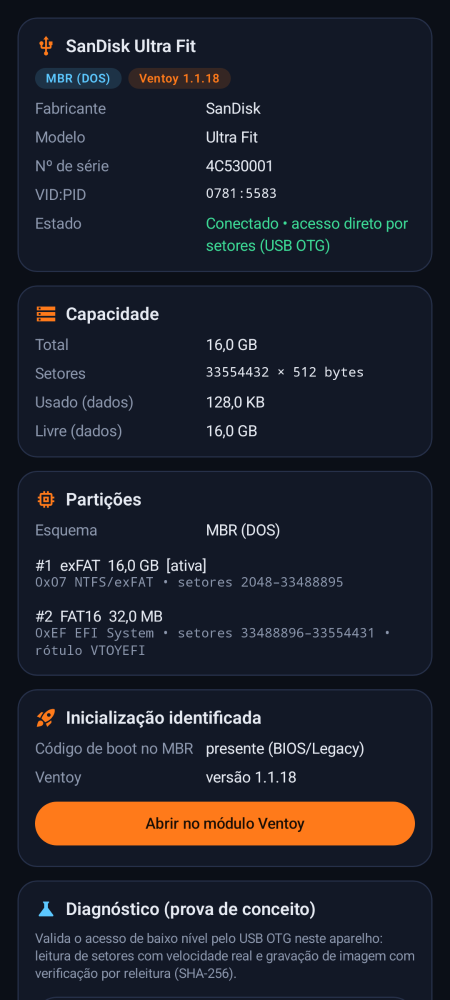 SanDisk Ultra Fit
MBR (DOS) Ventoy 1.1.18
Fabricante SanDisk
Modelo Ultra Fit
Nº de série 4C530001
VID:PID 0781:5583
Estado Conectado • acesso direto por
setores (USB OTG)
Capacidade
Total 16,0 GB
Setores 33554432 × 512 bytes
Usado (dados) 128,0 KB
Livre (dados) 16,0 GB
Partições
Esquema MBR (DOS)
#1 exFAT 16,0 GB [ativa]
0x07 NTFS/exFAT • setores 2048–33488895
#2 FAT16 32,0 MB
0xEF EFI System • setores 33488896–33554431 •
rótulo VTOYEFI
Inicialização identificada
Código de boot no MBR presente (BIOS/Legacy)
Ventoy versão 1.1.18
Abrir no módulo Ventoy
Diagnóstico (prova de conceito)
Valida o acesso de baixo nível pelo USB OTG neste aparelho:
leitura de setores com velocidade real e gravação de imagem com
verificação por releitura (SHA-256).